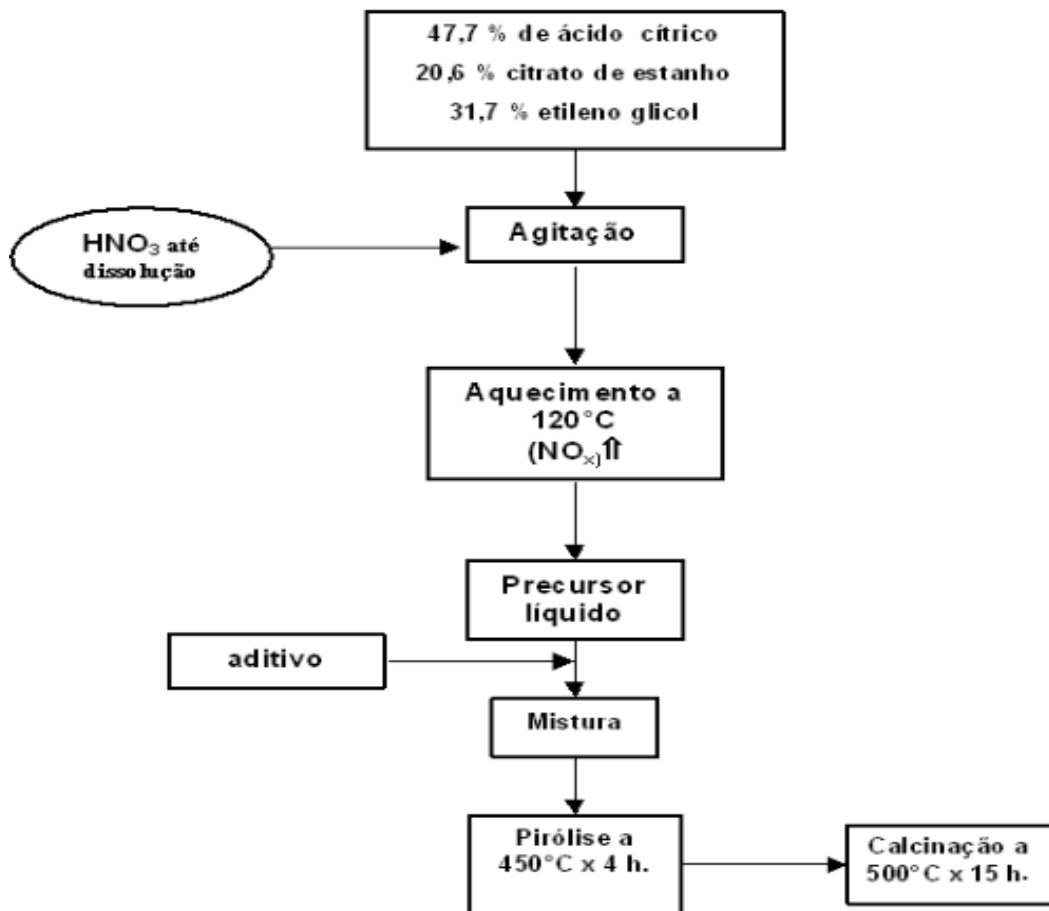 47,7 % de ácido cítrico
20,6 % citrato de estanho
31,7 % etileno glicol
Agitação
HNO₃ até
dissolução
Aquecimento a
120°C
(NOₓ)⇑
Precursor
líquido
aditivo
Mistura
Pirólise a
450°C x 4 h.
Calcinação a
500°C x 15 h.